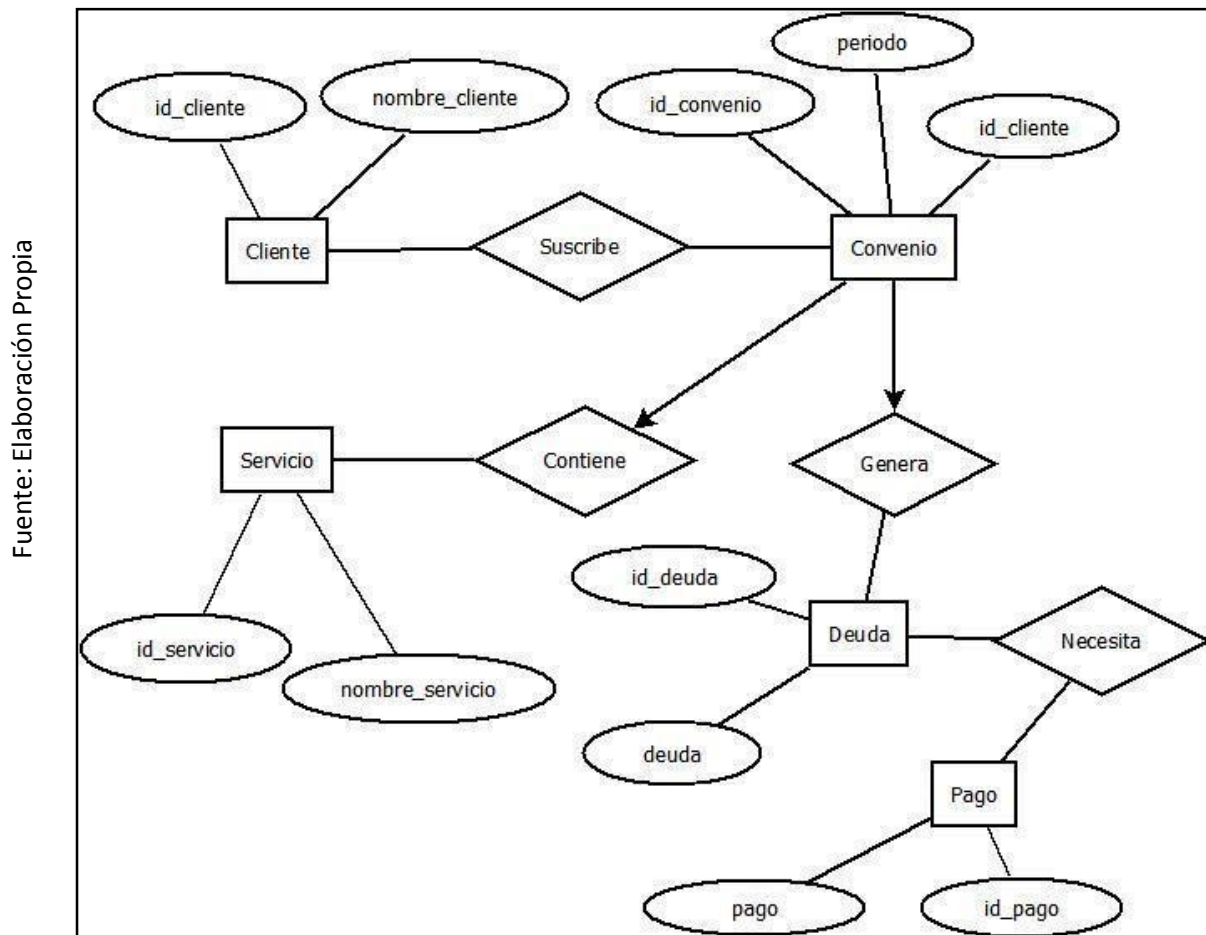 Fuente: Elaboración Propia
periodo
id_cliente
nombre_cliente
id_convenio
id_cliente
Cliente
Suscribe
Convenio
Servicio
Contiene
Genera
id_deuda
Deuda
Necesita
id_servicio
nombre_servicio
deuda
Pago
pago
id_pago